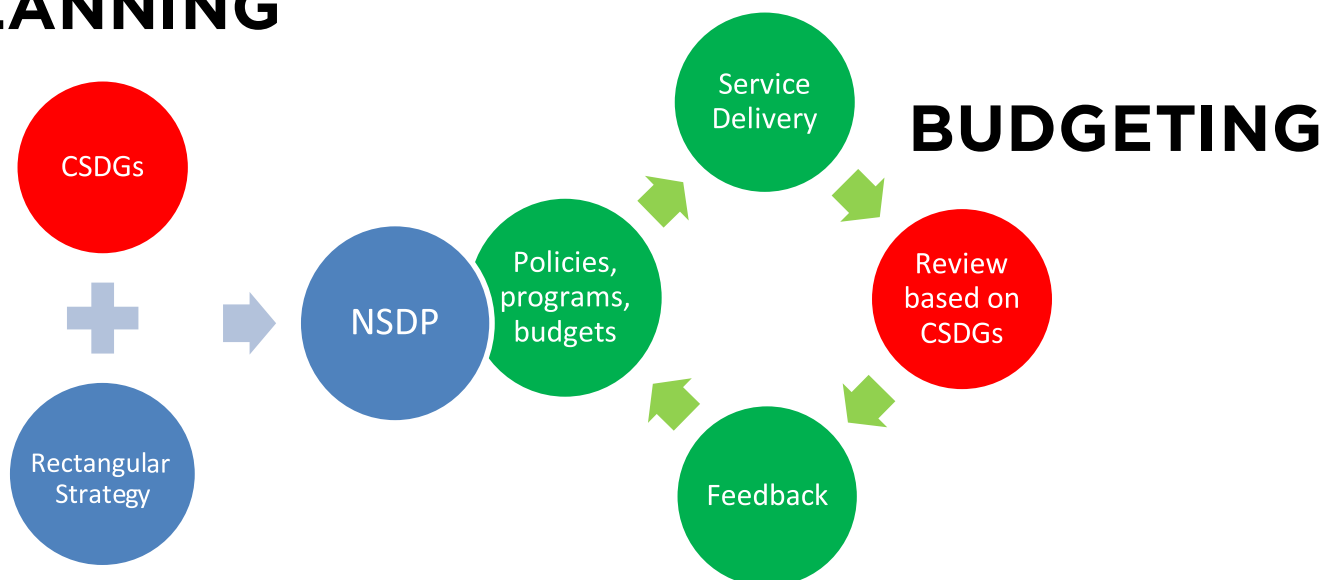 LANNING
BUDGETING
CSDGs
Rectangular
Strategy
NSDP
Policies,
programs,
budgets
Service
Delivery
Review
based on
CSDGs
Feedback